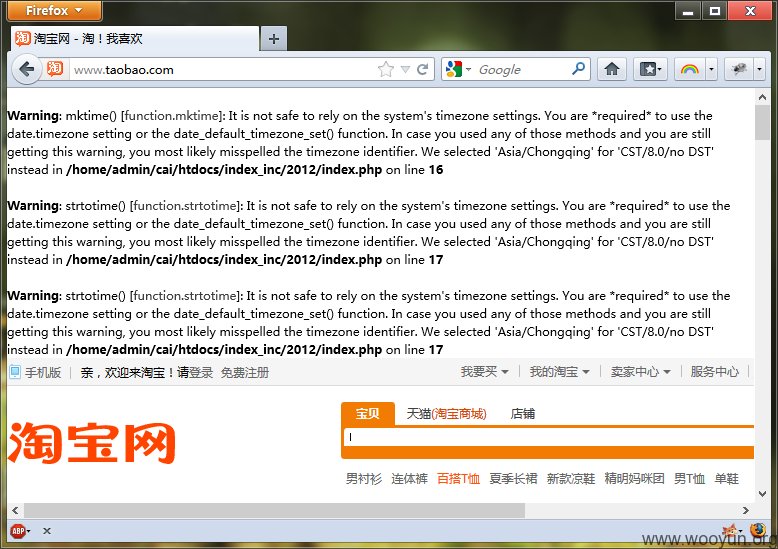 Firefox
淘宝网 - 淘！我喜欢
www.taobao.com
Google
Warning: mktime() [function.mktime]: It is not safe to rely on the system's timezone settings. You are *required* to use the
date.timezone setting or the date_default_timezone_set() function. In case you used any of those methods and you are still
getting this warning, you most likely misspelled the timezone identifier. We selected 'Asia/Chongqing' for 'CST/8.0/no DST'
instead in /home/admin/cai/htdocs/index_inc/2012/index.php on line 16
Warning: strtotime() [function.strtotime]: It is not safe to rely on the system's timezone settings. You are *required* to use the
date.timezone setting or the date_default_timezone_set() function. In case you used any of those methods and you are still
getting this warning, you most likely misspelled the timezone identifier. We selected 'Asia/Chongqing' for 'CST/8.0/no DST'
instead in /home/admin/cai/htdocs/index_inc/2012/index.php on line 17
Warning: strtotime() [function.strtotime]: It is not safe to rely on the system's timezone settings. You are *required* to use the
date.timezone setting or the date_default_timezone_set() function. In case you used any of those methods and you are still
getting this warning, you most likely misspelled the timezone identifier. We selected 'Asia/Chongqing' for 'CST/8.0/no DST'
instead in /home/admin/cai/htdocs/index_inc/2012/index.php on line 17
手机版 亲，欢迎来淘宝！请登录 免费注册 我要买 我的淘宝 卖家中心 服务中心
宝贝 天猫(淘宝商城) 店铺
淘宝网
男衬衫 连体裤 百搭T恤 夏季长裙 新款凉鞋 精明妈咪团 男T恤 单鞋
ABP
www.wooyun.org